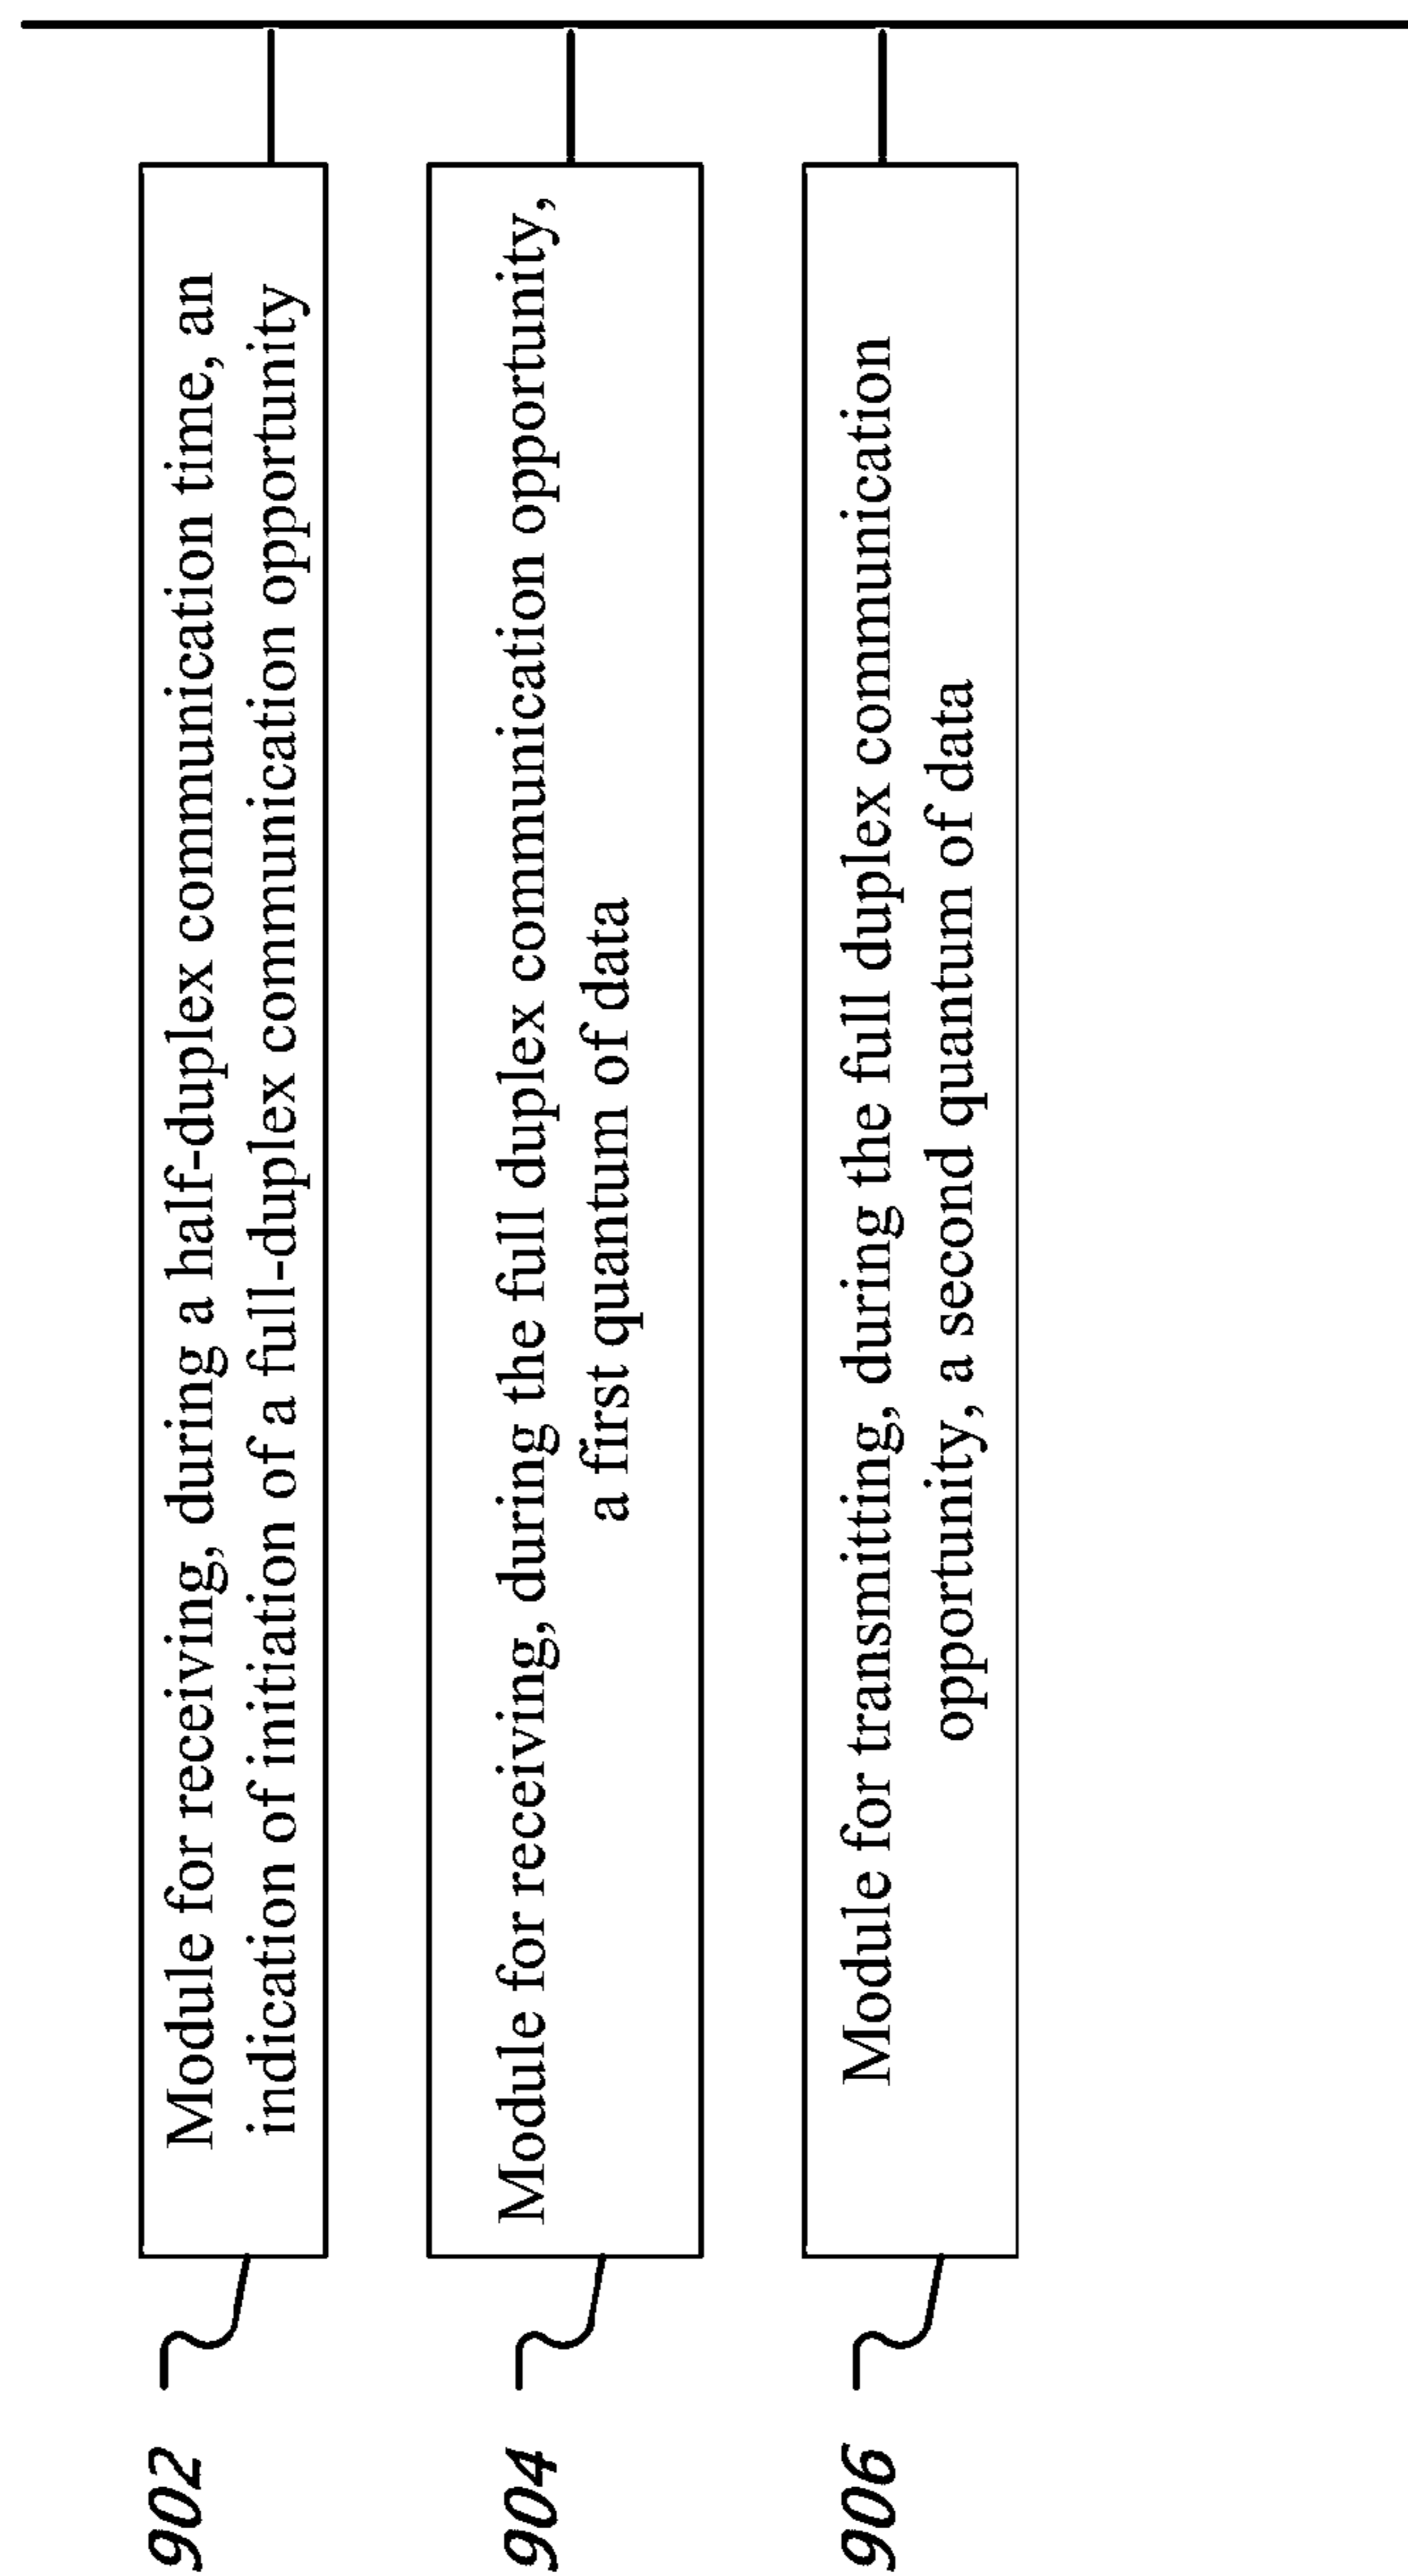 902
Module for receiving, during a half-duplex communication time, an
indication of initiation of a full-duplex communication opportunity
904
Module for receiving, during the full duplex communication opportunity,
a first quantum of data
906
Module for transmitting, during the full duplex communication
opportunity, a second quantum of data